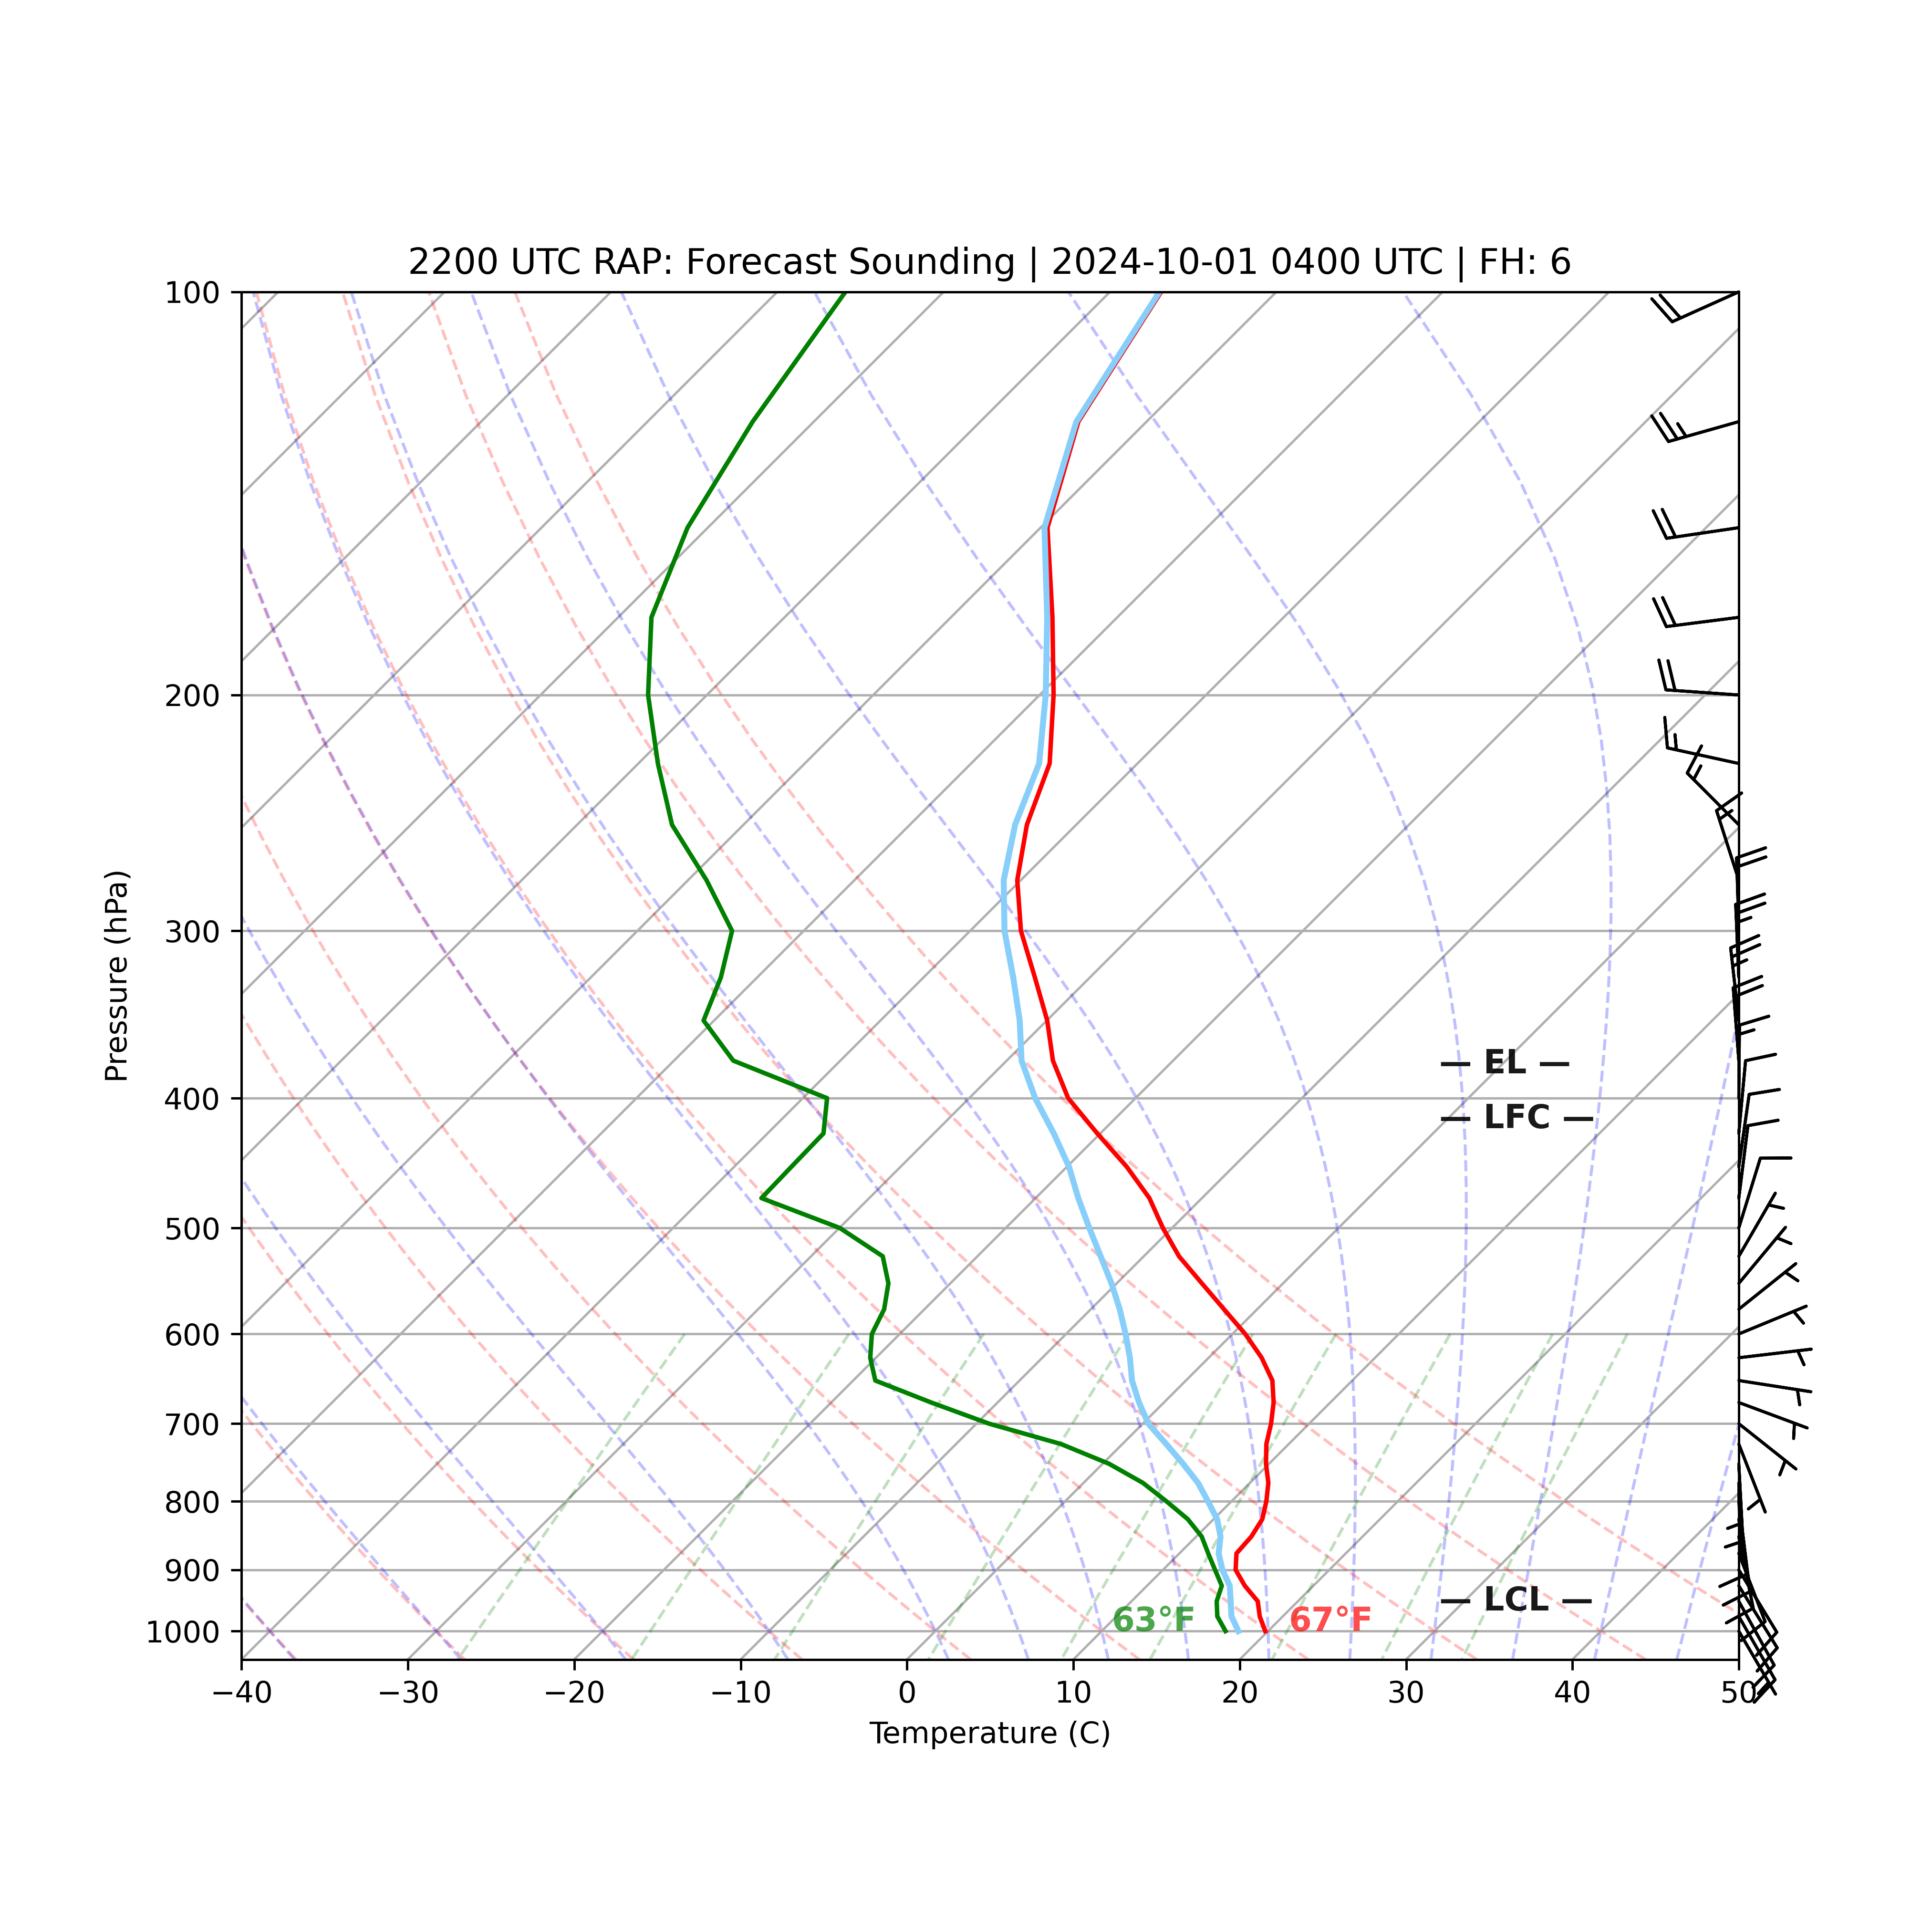 2200 UTC RAP: Forecast Sounding | 2024-10-01 0400 UTC | FH: 6
100
200
300
400
500
600
700
800
900
1000
Pressure (hPa)
— EL —
— LFC —
— LCL —
63°F 67°F
−40 −30 −20 −10 0 10 20 30 40 50
Temperature (C)